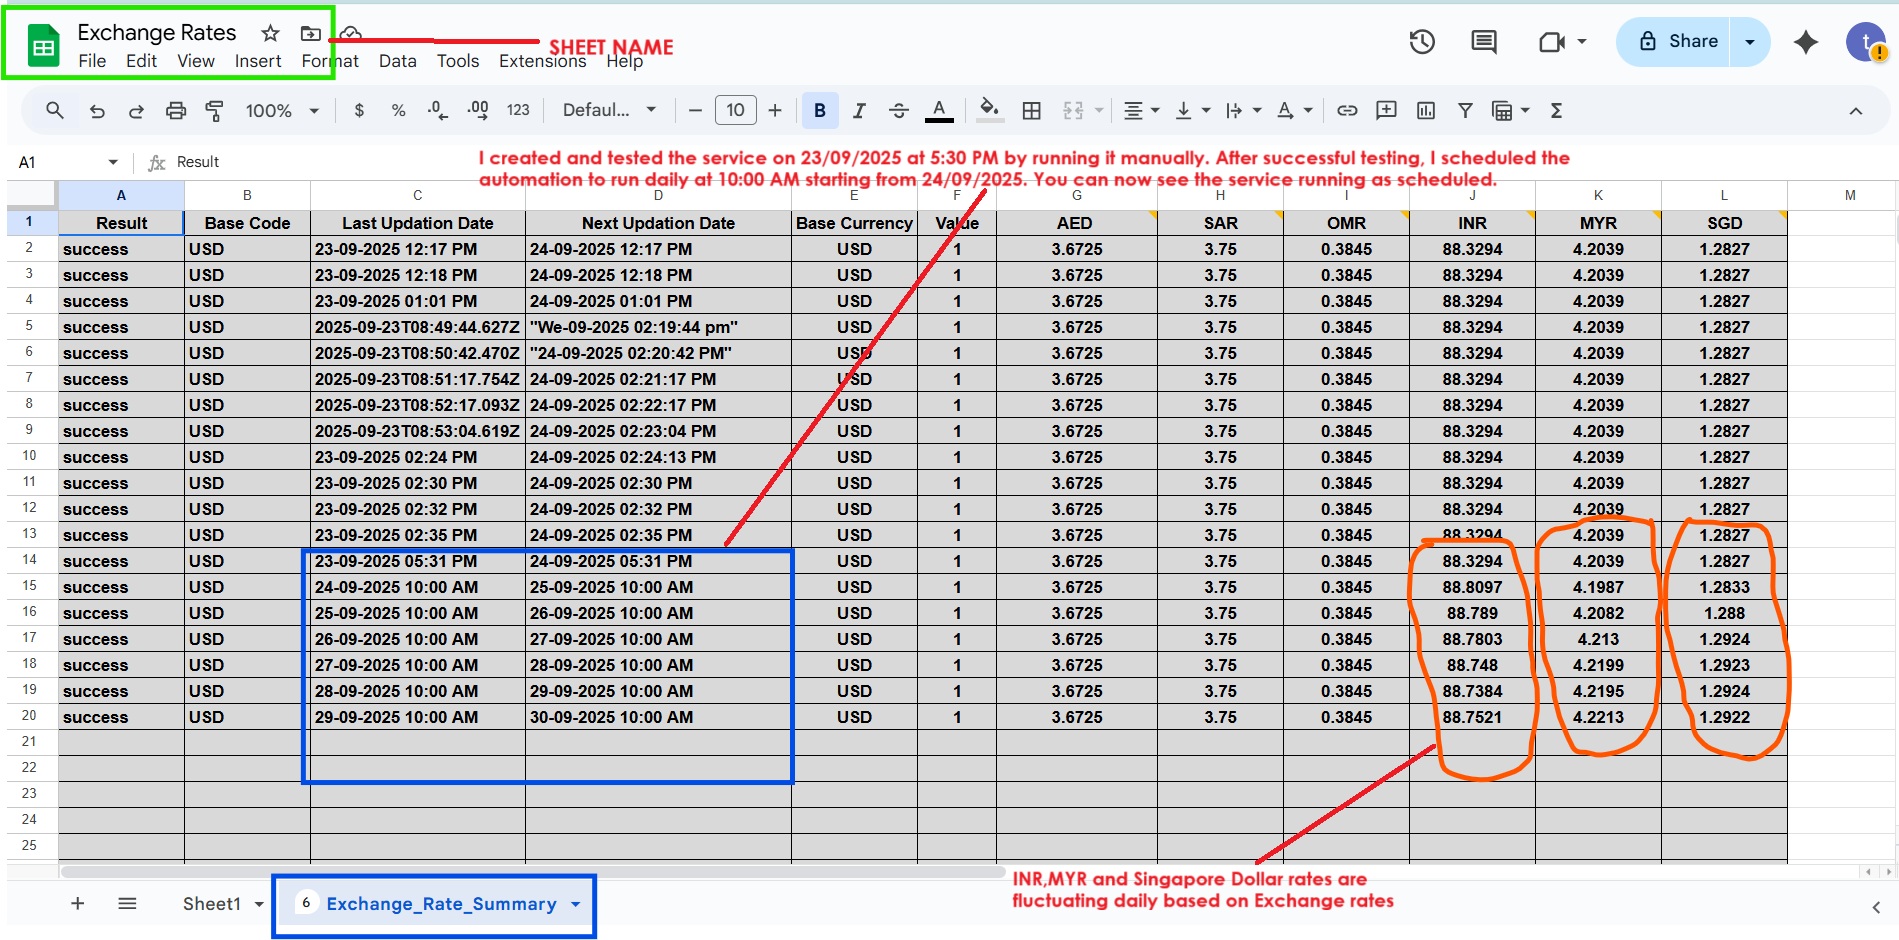 Exchange Rates
SHEET NAME
File Edit View Insert Format Data Tools Extensions Help
Share
t
100% $ % .0 .00 123 Defaul... 10 B I A
A1 fx Result
I created and tested the service on 23/09/2025 at 5:30 PM by running it manually. After successful testing, I scheduled the
automation to run daily at 10:00 AM starting from 24/09/2025. You can now see the service running as scheduled.
A B C D E F G H I J K L M
1 Result Base Code Last Updation Date Next Updation Date Base Currency Value AED SAR OMR INR MYR SGD
2 success USD 23-09-2025 12:17 PM 24-09-2025 12:17 PM USD 1 3.6725 3.75 0.3845 88.3294 4.2039 1.2827
3 success USD 23-09-2025 12:18 PM 24-09-2025 12:18 PM USD 1 3.6725 3.75 0.3845 88.3294 4.2039 1.2827
4 success USD 23-09-2025 01:01 PM 24-09-2025 01:01 PM USD 1 3.6725 3.75 0.3845 88.3294 4.2039 1.2827
5 success USD 2025-09-23T08:49:44.627Z "We-09-2025 02:19:44 pm" USD 1 3.6725 3.75 0.3845 88.3294 4.2039 1.2827
6 success USD 2025-09-23T08:50:42.470Z "24-09-2025 02:20:42 PM" USD 1 3.6725 3.75 0.3845 88.3294 4.2039 1.2827
7 success USD 2025-09-23T08:51:17.754Z 24-09-2025 02:21:17 PM USD 1 3.6725 3.75 0.3845 88.3294 4.2039 1.2827
8 success USD 2025-09-23T08:52:17.093Z 24-09-2025 02:22:17 PM USD 1 3.6725 3.75 0.3845 88.3294 4.2039 1.2827
9 success USD 2025-09-23T08:53:04.619Z 24-09-2025 02:23:04 PM USD 1 3.6725 3.75 0.3845 88.3294 4.2039 1.2827
10 success USD 23-09-2025 02:24 PM 24-09-2025 02:24:13 PM USD 1 3.6725 3.75 0.3845 88.3294 4.2039 1.2827
11 success USD 23-09-2025 02:30 PM 24-09-2025 02:30 PM USD 1 3.6725 3.75 0.3845 88.3294 4.2039 1.2827
12 success USD 23-09-2025 02:32 PM 24-09-2025 02:32 PM USD 1 3.6725 3.75 0.3845 88.3294 4.2039 1.2827
13 success USD 23-09-2025 02:35 PM 24-09-2025 02:35 PM USD 1 3.6725 3.75 0.3845 88.3294 4.2039 1.2827
14 success USD 23-09-2025 05:31 PM 24-09-2025 05:31 PM USD 1 3.6725 3.75 0.3845 88.3294 4.2039 1.2827
15 success USD 24-09-2025 10:00 AM 25-09-2025 10:00 AM USD 1 3.6725 3.75 0.3845 88.8097 4.1987 1.2833
16 success USD 25-09-2025 10:00 AM 26-09-2025 10:00 AM USD 1 3.6725 3.75 0.3845 88.789 4.2082 1.288
17 success USD 26-09-2025 10:00 AM 27-09-2025 10:00 AM USD 1 3.6725 3.75 0.3845 88.7803 4.213 1.2924
18 success USD 27-09-2025 10:00 AM 28-09-2025 10:00 AM USD 1 3.6725 3.75 0.3845 88.748 4.2199 1.2923
19 success USD 28-09-2025 10:00 AM 29-09-2025 10:00 AM USD 1 3.6725 3.75 0.3845 88.7384 4.2195 1.2924
20 success USD 29-09-2025 10:00 AM 30-09-2025 10:00 AM USD 1 3.6725 3.75 0.3845 88.7521 4.2213 1.2922
21
22
23
24
25
INR,MYR and Singapore Dollar rates are
fluctuating daily based on Exchange rates
Sheet1 6 Exchange_Rate_Summary